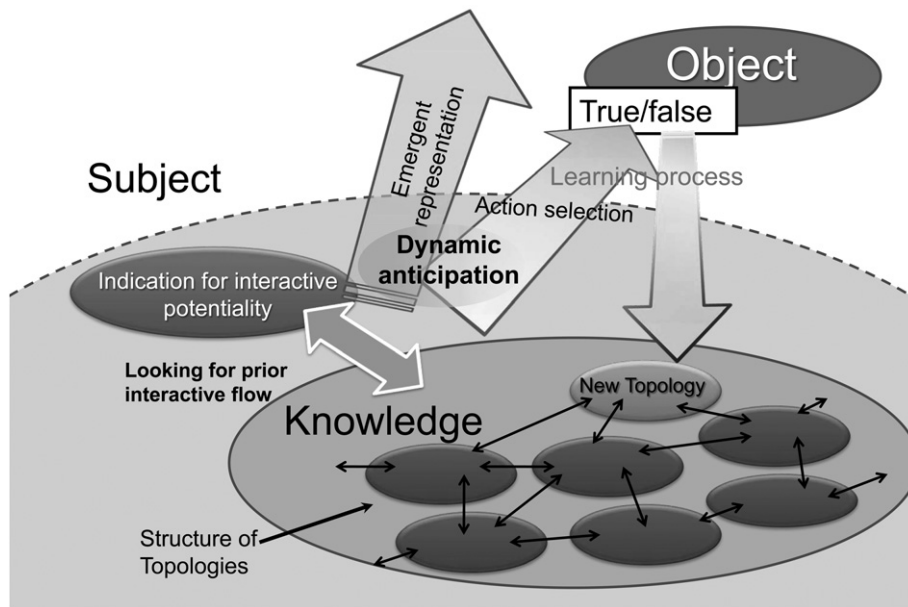 Object
True/false
Emergent
representation
Learning process
Subject
Action selection
Dynamic
anticipation
Indication for interactive
potentiality
Looking for prior
interactive flow
New Topology
Knowledge
Structure of
Topologies